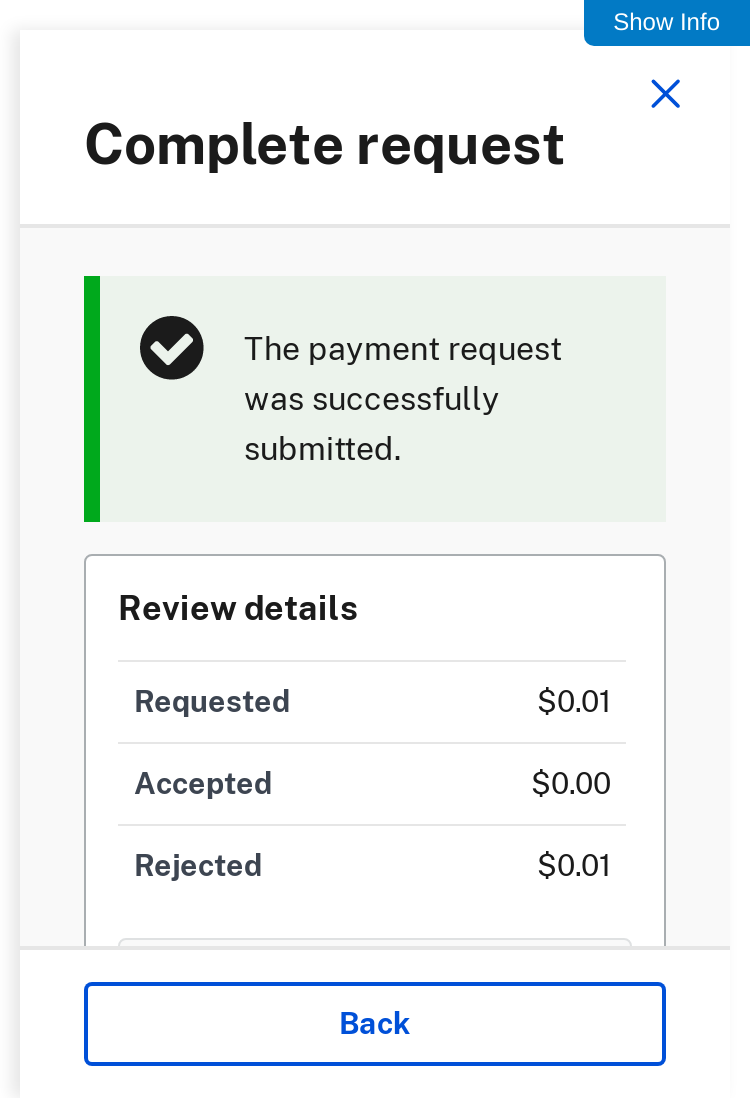 Show Info
Complete request
The payment request
was successfully
submitted.
Review details
Requested $0.01
Accepted $0.00
Rejected $0.01
Back